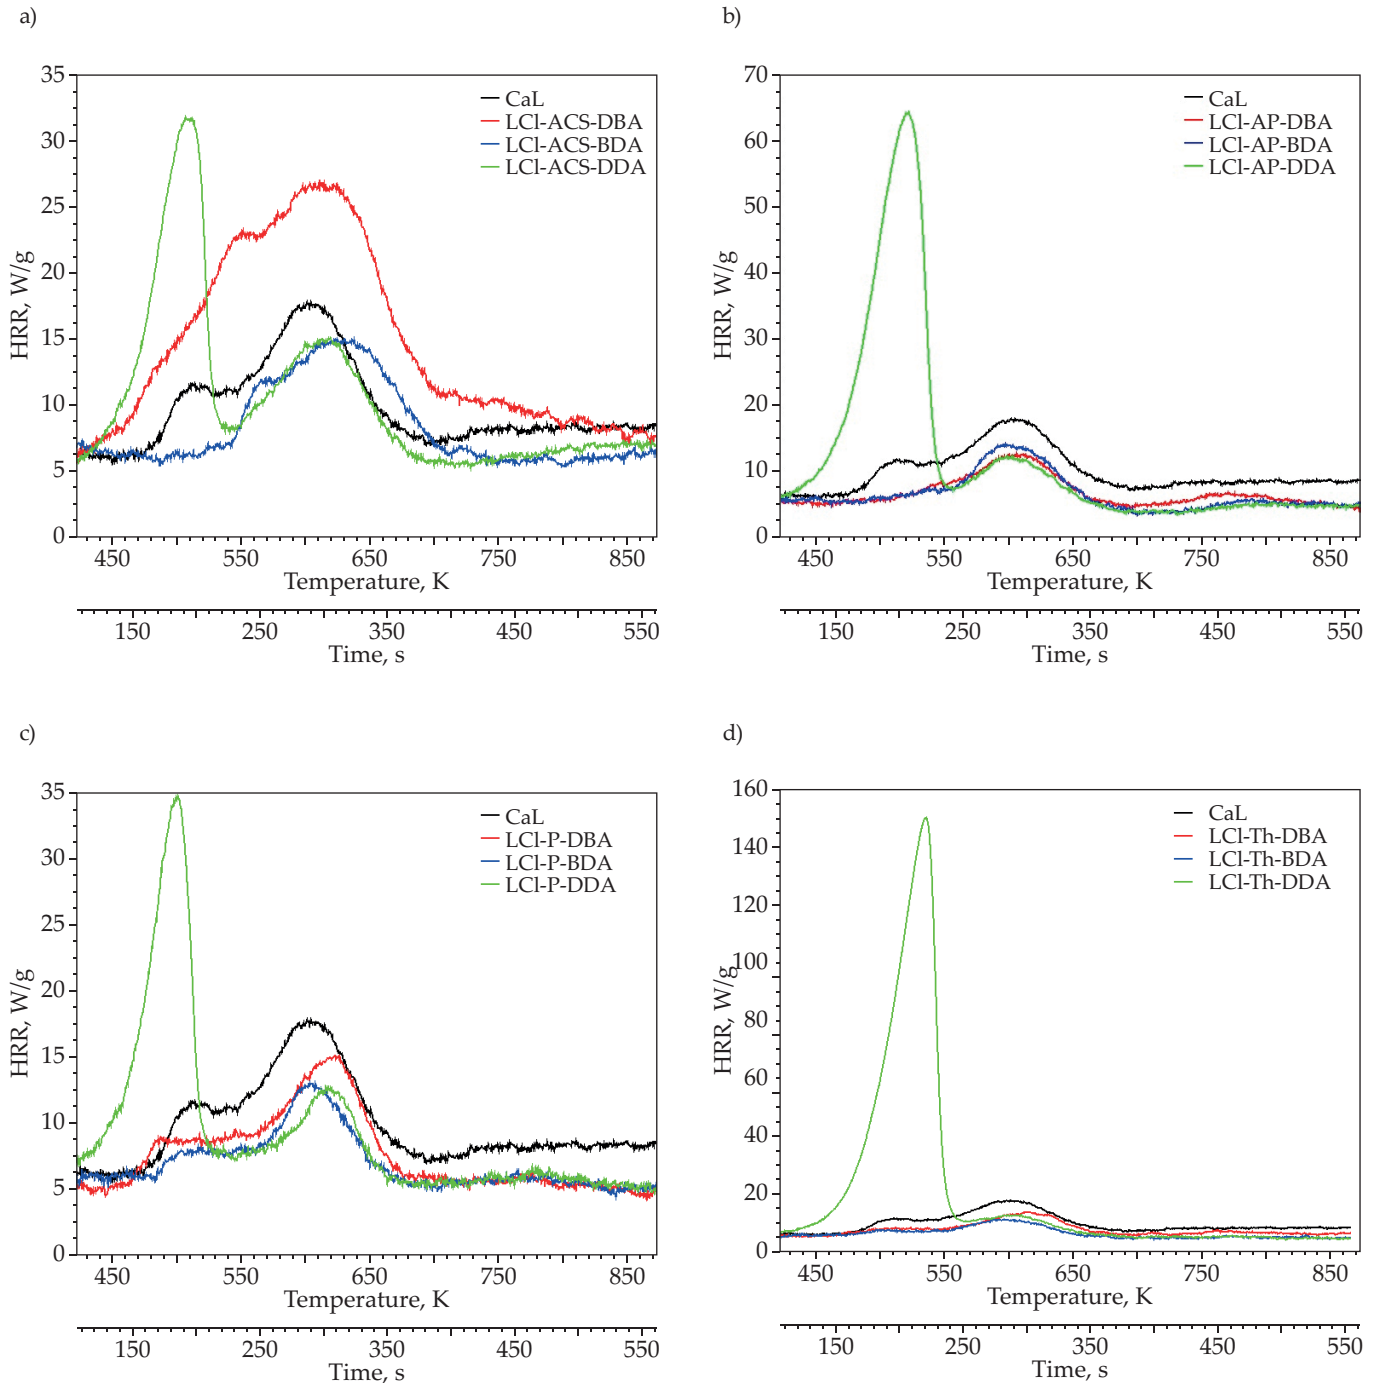 a)
35
30
25
20
15
10
5
0
HRR, W/g
CaL
LCl-ACS-DBA
LCl-ACS-BDA
LCl-ACS-DDA
450 550 650 750 850
Temperature, K
150 250 350 450 550
Time, s
b)
70
60
50
40
30
20
10
0
HRR, W/g
CaL
LCl-AP-DBA
LCl-AP-BDA
LCl-AP-DDA
450 550 650 750 850
Temperature, K
150 250 350 450 550
Time, s
c)
35
30
25
20
15
10
5
0
HRR, W/g
CaL
LCl-P-DBA
LCl-P-BDA
LCl-P-DDA
450 550 650 750 850
Temperature, K
150 250 350 450 550
Time, s
d)
160
140
120
100
80
60
40
20
0
HRR, W/g
CaL
LCl-Th-DBA
LCl-Th-BDA
LCl-Th-DDA
450 550 650 750 850
Temperature, K
150 250 350 450 550
Time, s